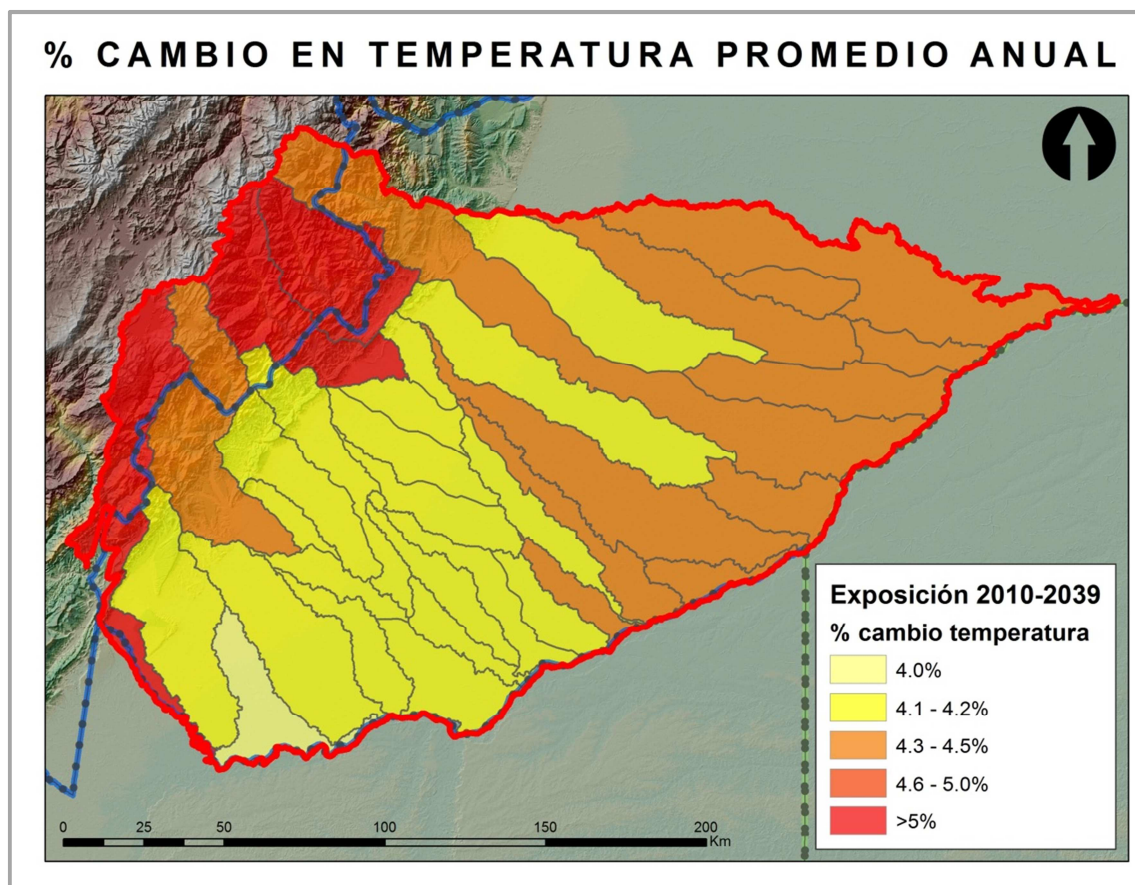 % CAMBIO EN TEMPERATURA PROMEDIO ANUAL
Exposición 2010-2039
% cambio temperatura
4.0%
4.1 - 4.2%
4.3 - 4.5%
4.6 - 5.0%
>5%
0 25 50 100 150 200
Km